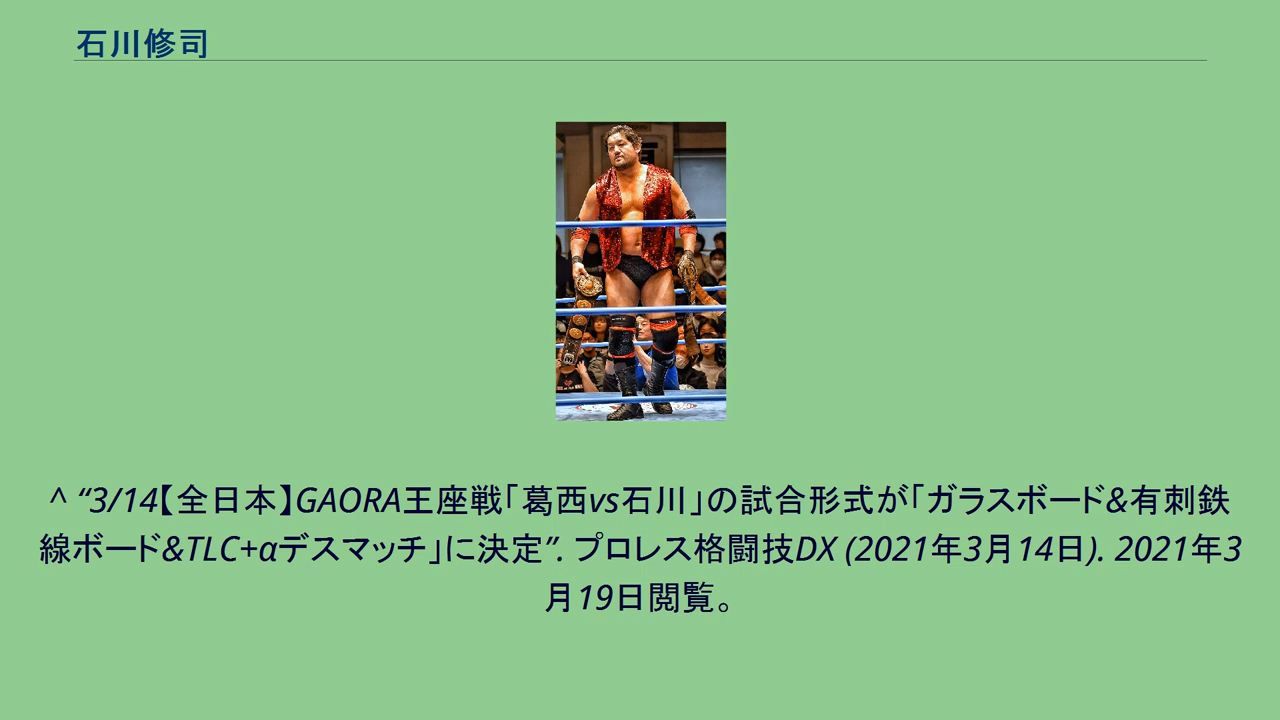 石川修司
^ “3/14【全日本】GAORA王座戦「葛西vs石川」の試合形式が「ガラスボード&有刺鉄
線ボード&TLC+αデスマッチ」に決定”. プロレス格闘技DX (2021年3月14日). 2021年3
月19日閲覧。